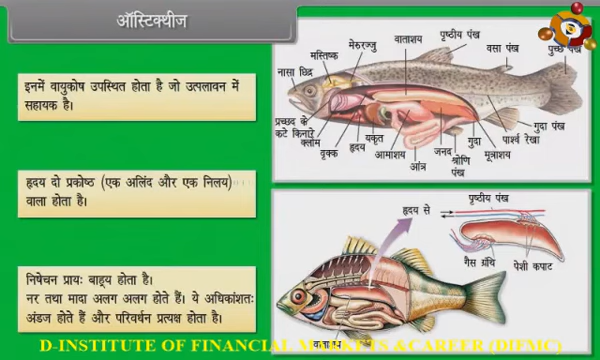 ऑस्टिक्थीज
इनमें वायुकोष उपस्थित होता है जो उत्पलावन में
सहायक है।
हृदय दो प्रकोष्ठ (एक अलिंद और एक निलय)
वाला होता है।
निषेचन प्रायः बाह्य होता है।
नर तथा मादा अलग अलग होते हैं। ये अधिकांशतः
अंडज होते हैं और परिवर्धन प्रत्यक्ष होता है।
नासा छिद्र
मस्तिष्क
मेरुरज्जु
वाताशय
पृष्ठीय पंख
वसा पंख
पुच्छ पंख
प्रच्छद के
कटे किनारे
क्लोम
वृक्क
हृदय
यकृत
आमाशय
आंत्र
जनद
श्रोणि
पंख
गुदा
मूत्राशय
पार्श्व रेखा
गुदा पंख
हृदय से
पृष्ठीय पंख
गैस ग्रंथि
पेशी कपाट
D-INSTITUTE OF FINANCIAL MARKETS &CAREER (DIFMC)